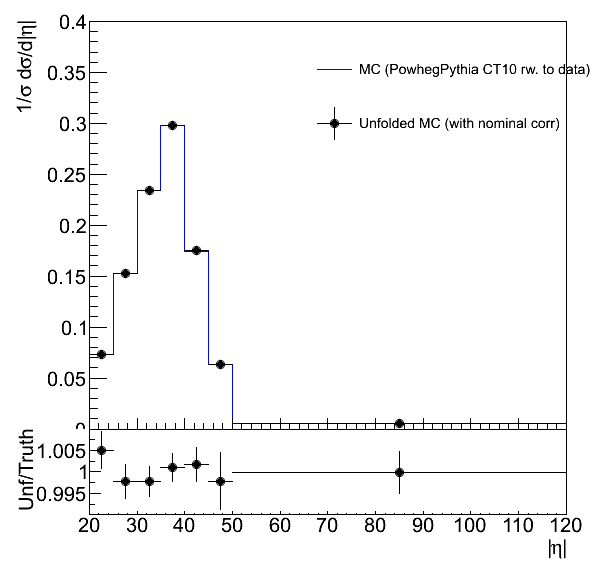 1/σ dσ/d|η|
0.4
0.35
0.3
0.25
0.2
0.15
0.1
0.05
0
MC (PowhegPythia CT10 rw. to data)
Unfolded MC (with nominal corr)
Unf/Truth
1.005
1
0.995
20 30 40 50 60 70 80 90 100 110 120
|η|